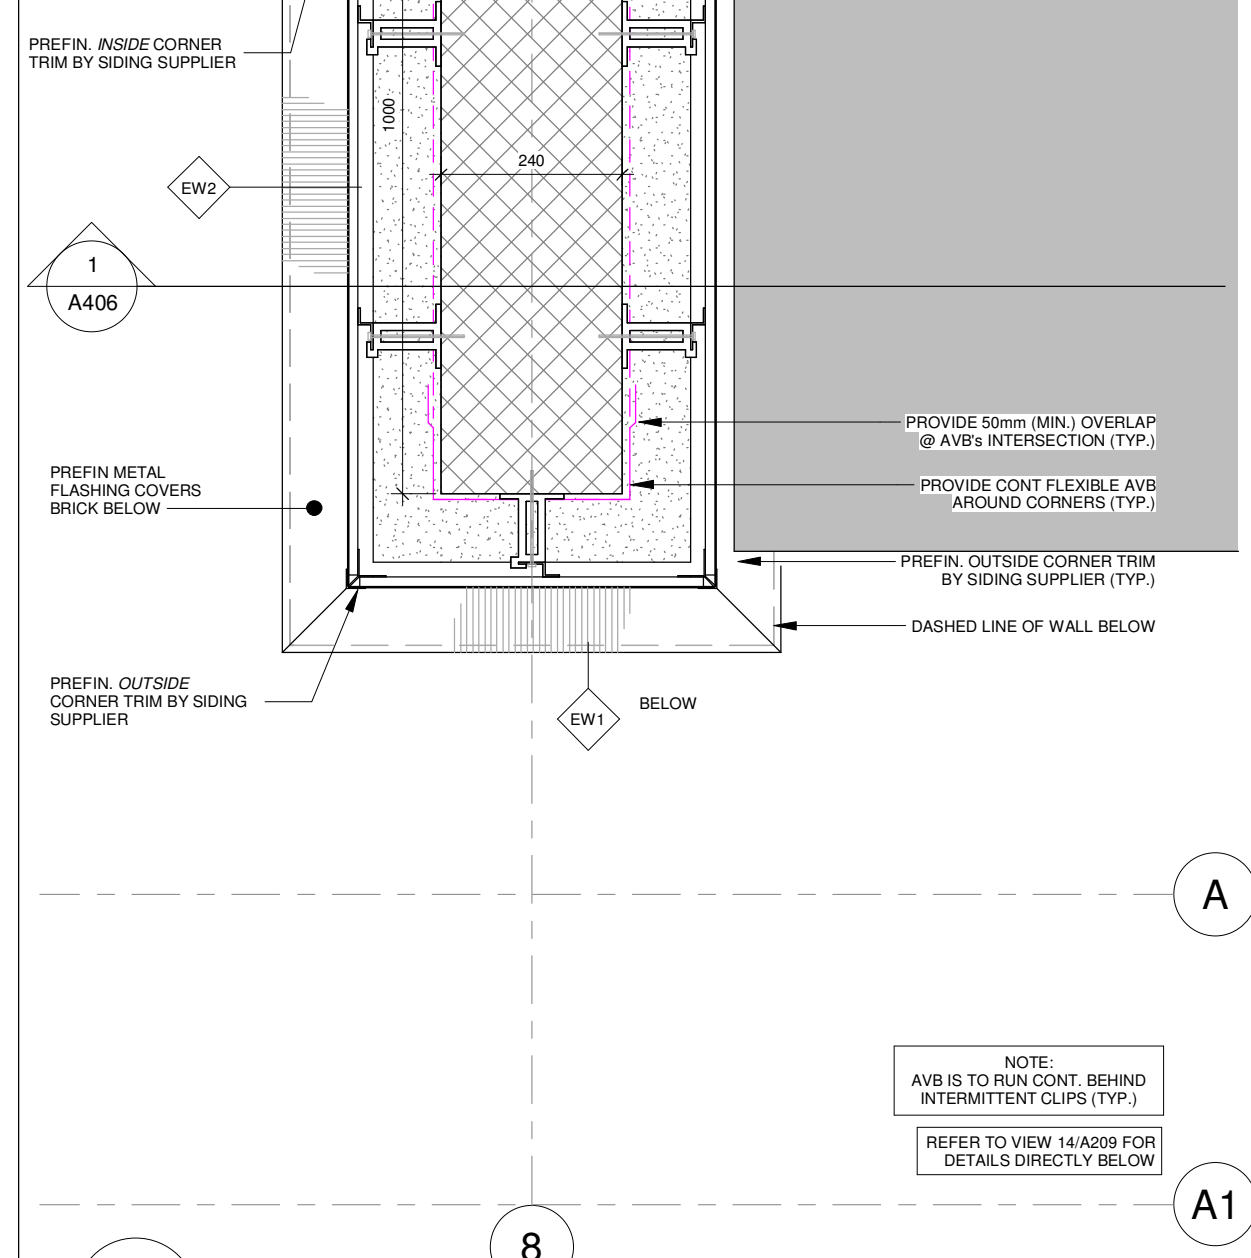 PREFIN. INSIDE CORNER
TRIM BY SIDING SUPPLIER
1000
240
EW2
1
A406
PROVIDE 50mm (MIN.) OVERLAP
@ AVB's INTERSECTION (TYP.)
PREFIN METAL
FLASHING COVERS
BRICK BELOW
PROVIDE CONT FLEXIBLE AVB
AROUND CORNERS (TYP.)
PREFIN. OUTSIDE CORNER TRIM
BY SIDING SUPPLIER (TYP.)
DASHED LINE OF WALL BELOW
PREFIN. OUTSIDE
CORNER TRIM BY SIDING
SUPPLIER
EW1
BELOW
A
NOTE:
AVB IS TO RUN CONT. BEHIND
INTERMITTENT CLIPS (TYP.)
REFER TO VIEW 14/A209 FOR
DETAILS DIRECTLY BELOW
A1
8